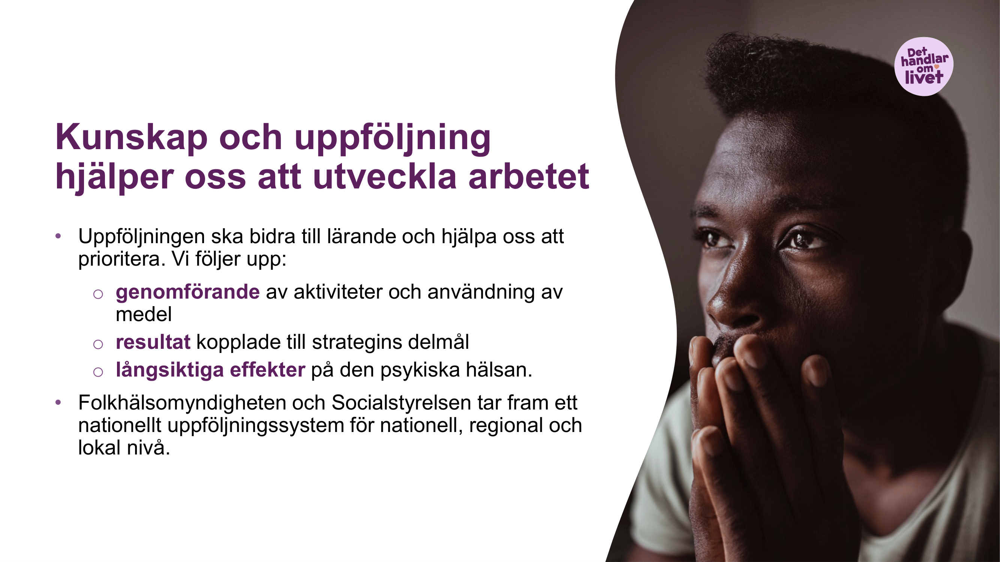 Det
handlar
om
livet
Kunskap och uppföljning
hjälper oss att utveckla arbetet
• Uppföljningen ska bidra till lärande och hjälpa oss att
prioritera. Vi följer upp:
o genomförande av aktiviteter och användning av
medel
o resultat kopplade till strategins delmål
o långsiktiga effekter på den psykiska hälsan.
• Folkhälsomyndigheten och Socialstyrelsen tar fram ett
nationellt uppföljningssystem för nationell, regional och
lokal nivå.